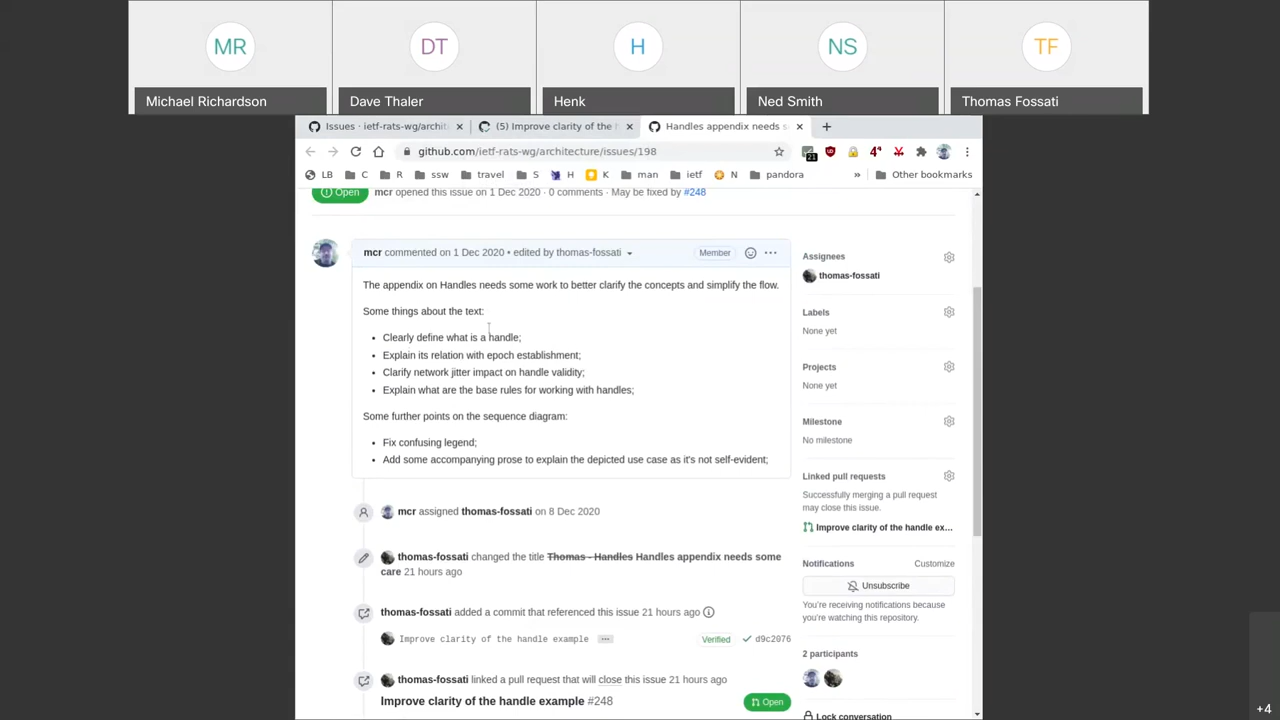 MR
DT
H
NS
TF
Michael Richardson
Dave Thaler
Henk
Ned Smith
Thomas Fossati
Issues · ietf-rats-wg/archit
(5) Improve clarity of the h
Handles appendix needs s
github.com/ietf-rats-wg/architecture/issues/198
21
LB
C
R
ssw
travel
S
H
K
man
ietf
N
pandora
»
Other bookmarks
Open
mcr opened this issue on 1 Dec 2020 · 0 comments · May be fixed by #248
mcr commented on 1 Dec 2020 • edited by thomas-fossati
Member
The appendix on Handles needs some work to better clarify the concepts and simplify the flow.
Some things about the text:
• Clearly define what is a handle;
• Explain its relation with epoch establishment;
• Clarify network jitter impact on handle validity;
• Explain what are the base rules for working with handles;
Some further points on the sequence diagram:
• Fix confusing legend;
• Add some accompanying prose to explain the depicted use case as it's not self-evident;
mcr assigned thomas-fossati on 8 Dec 2020
thomas-fossati changed the title Thomas - Handles Handles appendix needs some
care 21 hours ago
thomas-fossati added a commit that referenced this issue 21 hours ago
Improve clarity of the handle example
Verified
d9c2076
thomas-fossati linked a pull request that will close this issue 21 hours ago
Improve clarity of the handle example #248
Open
Assignees
thomas-fossati
Labels
None yet
Projects
None yet
Milestone
No milestone
Linked pull requests
Successfully merging a pull request
may close this issue.
Improve clarity of the handle ex...
Notifications
Customize
Unsubscribe
You're receiving notifications because
you're watching this repository.
2 participants
Lock conversation
+4